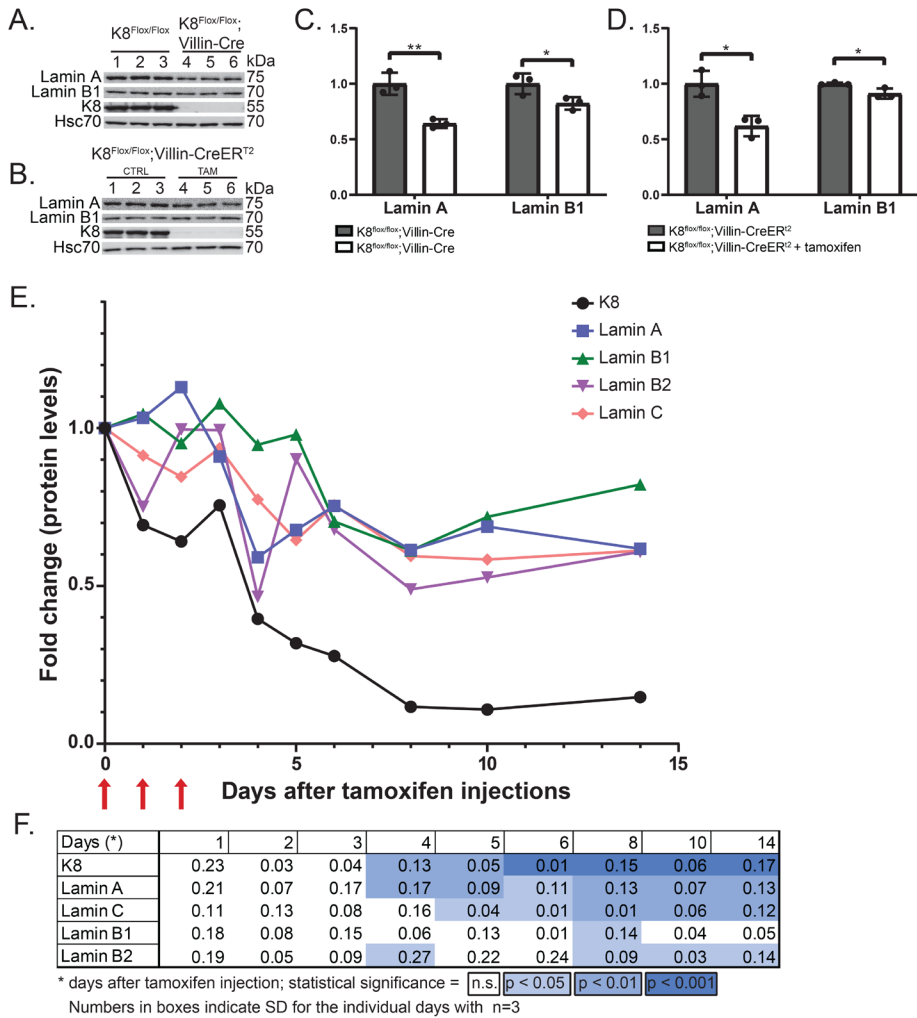 A.
K8Flox/Flox K8Flox/Flox;
Villin-Cre
1 2 3 4 5 6 kDa
Lamin A 75
Lamin B1 70
K8 55
Hsc70 70
B.
K8Flox/Flox;Villin-CreERT2
CTRL TAM
1 2 3 4 5 6 kDa
Lamin A 75
Lamin B1 70
K8 55
Hsc70 70
C.
** *
1.5
1.0
0.5
0.0
Lamin A Lamin B1
K8flox/flox;Villin-Cre
K8flox/flox;Villin-Cre
D.
* *
1.5
1.0
0.5
0.0
Lamin A Lamin B1
K8flox/flox;Villin-CreERt2
K8flox/flox;Villin-CreERt2 + tamoxifen
E.
K8
Lamin A
Lamin B1
Lamin B2
Lamin C
Fold change (protein levels)
1.0
0.5
0.0
0 5 10 15
Days after tamoxifen injections
F.
Days (*) 1 2 3 4 5 6 8 10 14
K8 0.23 0.03 0.04 0.13 0.05 0.01 0.15 0.06 0.17
Lamin A 0.21 0.07 0.17 0.17 0.09 0.11 0.13 0.07 0.13
Lamin C 0.11 0.13 0.08 0.16 0.04 0.01 0.01 0.06 0.12
Lamin B1 0.18 0.08 0.15 0.06 0.13 0.01 0.14 0.04 0.05
Lamin B2 0.19 0.05 0.09 0.27 0.22 0.24 0.09 0.03 0.14
* days after tamoxifen injection; statistical significance = n.s. p < 0.05 p < 0.01 p < 0.001
Numbers in boxes indicate SD for the individual days with n=3